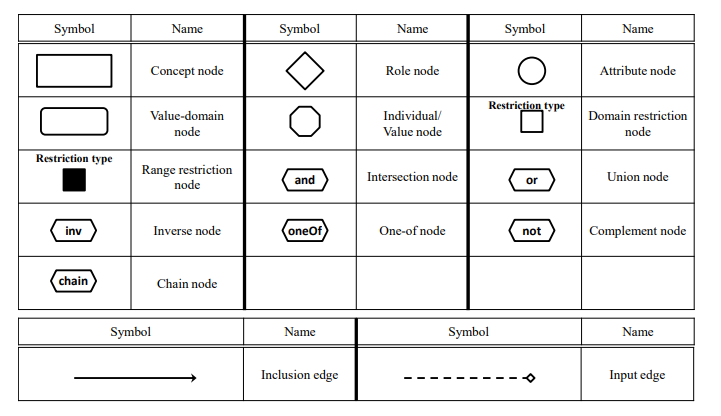 Symbol Name Symbol Name Symbol Name
Concept node Role node Attribute node
Value-domain
node
Individual/
Value node
Restriction type
Domain restriction
node
Restriction type
Range restriction
node
and Intersection node or Union node
inv Inverse node oneOf One-of node not Complement node
chain Chain node
Symbol Name Symbol Name
Inclusion edge Input edge